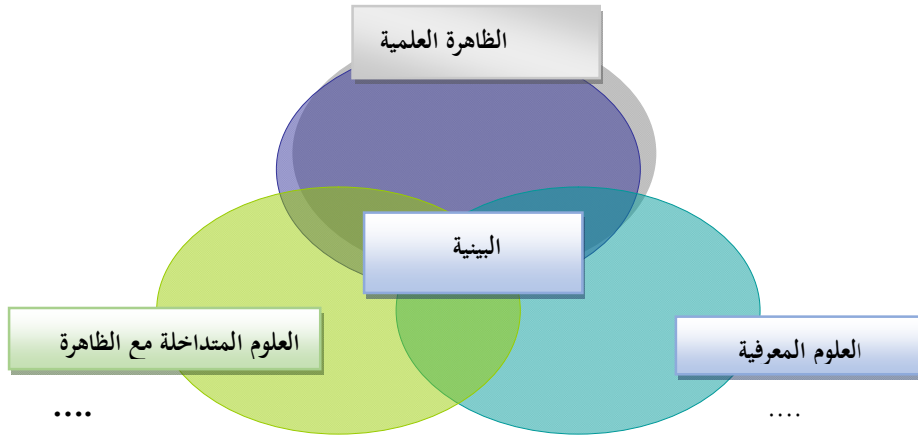 الظاهرة العلمية
البينية
العلوم المتداخلة مع الظاهرة
العلوم المعرفية
....
....